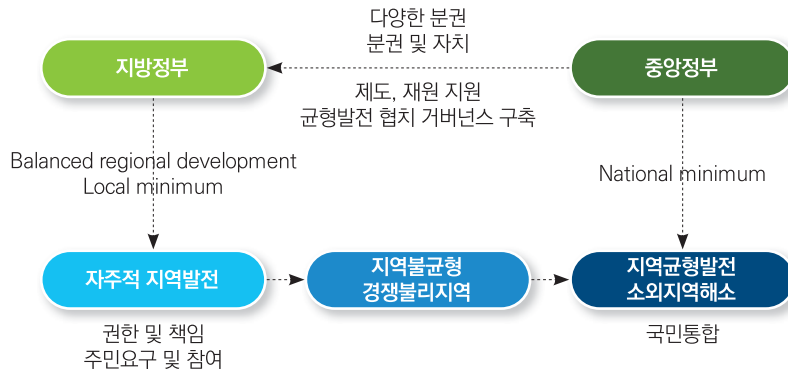 다양한 분권
분권 및 자치
지방정부
중앙정부
제도, 재원 지원
균형발전 협치 거버넌스 구축
Balanced regional development
Local minimum
National minimum
자주적 지역발전
지역불균형
경쟁불리지역
지역균형발전
소외지역해소
권한 및 책임
주민요구 및 참여
국민통합